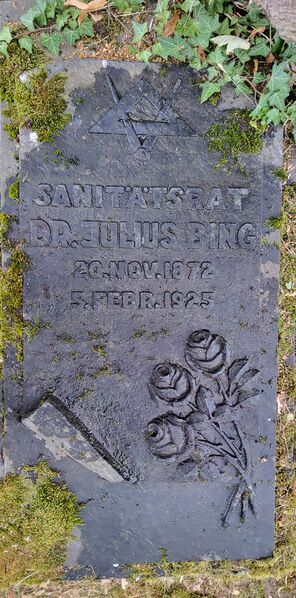 SANITÄTSRAT
DR. JULIUS BING
20. NOV. 1872
5. FEBR. 1925